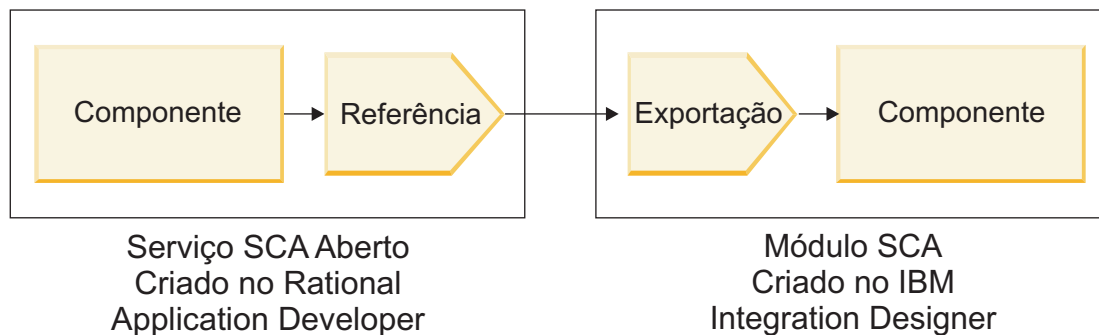 Componente
Referência
Exportação
Componente
Serviço SCA Aberto
Criado no Rational
Application Developer
Módulo SCA
Criado no IBM
Integration Designer